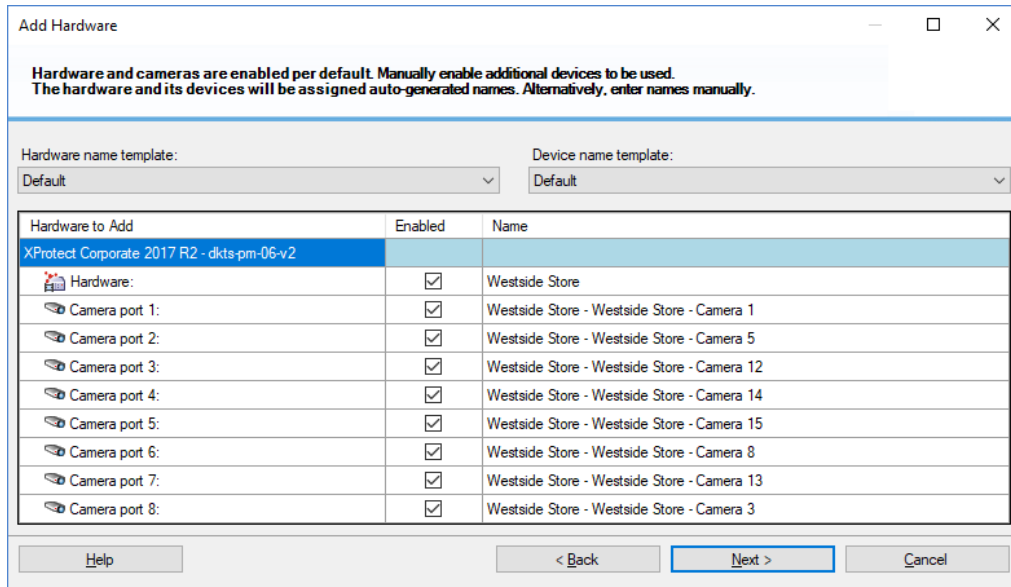 Add Hardware
Hardware and cameras are enabled per default. Manually enable additional devices to be used.
The hardware and its devices will be assigned auto-generated names. Alternatively, enter names manually.
Hardware name template: Device name template:
Default Default
Hardware to Add Enabled Name
XProtect Corporate 2017 R2 - dkts-pm-06-v2
Hardware: Westside Store
Camera port 1: Westside Store - Westside Store - Camera 1
Camera port 2: Westside Store - Westside Store - Camera 5
Camera port 3: Westside Store - Westside Store - Camera 12
Camera port 4: Westside Store - Westside Store - Camera 14
Camera port 5: Westside Store - Westside Store - Camera 15
Camera port 6: Westside Store - Westside Store - Camera 8
Camera port 7: Westside Store - Westside Store - Camera 13
Camera port 8: Westside Store - Westside Store - Camera 3
Help < Back Next > Cancel